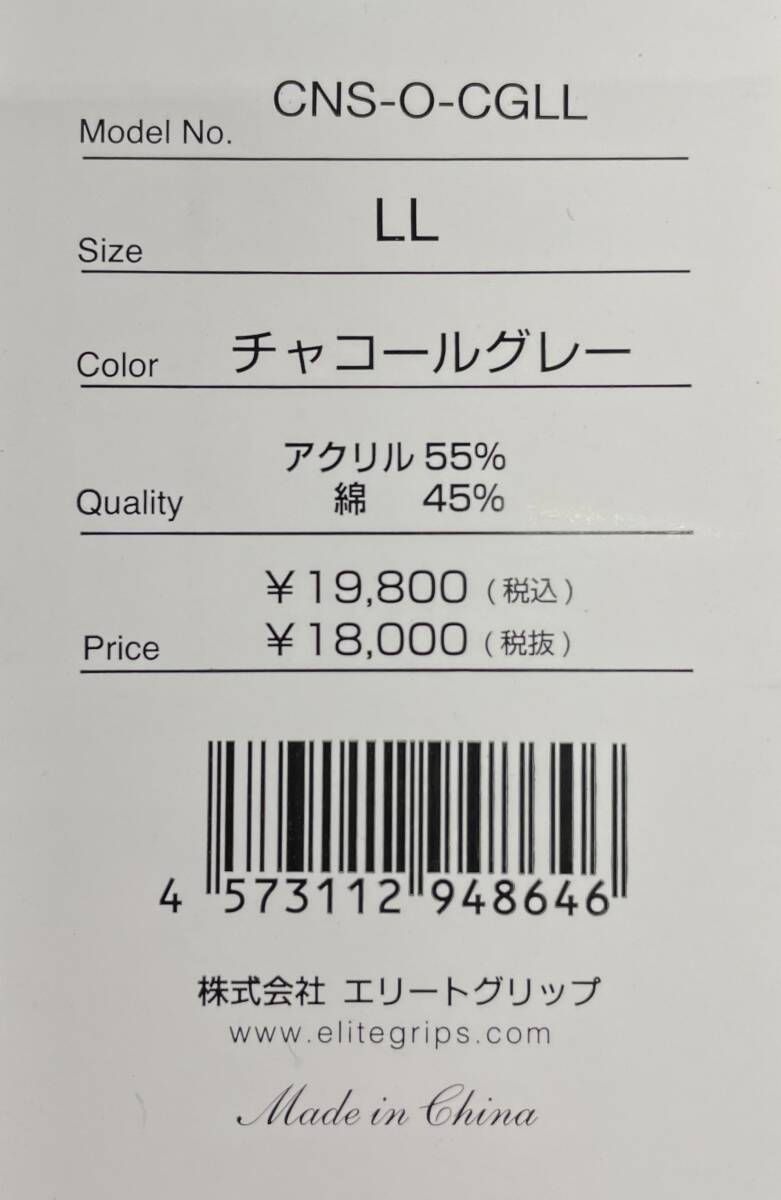 Model No. CNS-O-CGLL
Size LL
Color チャコールグレー
アクリル 55%
Quality 綿 45%
¥19,800 (税込)
Price ¥18,000 (税抜)
4 573112 948646
株式会社 エリートグリップ
www.elitegrips.com
Made in China